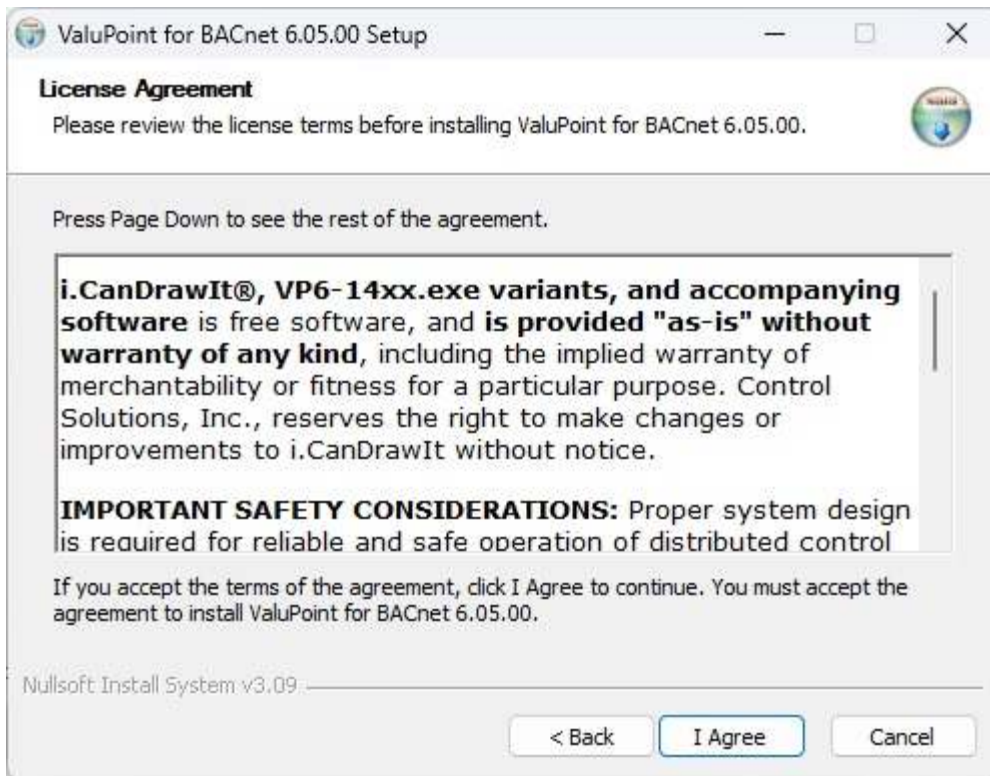 ValuPoint for BACnet 6.05.00 Setup
License Agreement
Please review the license terms before installing ValuPoint for BACnet 6.05.00.
Press Page Down to see the rest of the agreement.
i.CanDrawIt®, VP6-14xx.exe variants, and accompanying
software is free software, and is provided "as-is" without
warranty of any kind, including the implied warranty of
merchantability or fitness for a particular purpose. Control
Solutions, Inc., reserves the right to make changes or
improvements to i.CanDrawIt without notice.
IMPORTANT SAFETY CONSIDERATIONS: Proper system design
is required for reliable and safe operation of distributed control
If you accept the terms of the agreement, click I Agree to continue. You must accept the
agreement to install ValuPoint for BACnet 6.05.00.
Nullsoft Install System v3.09
< Back
I Agree
Cancel